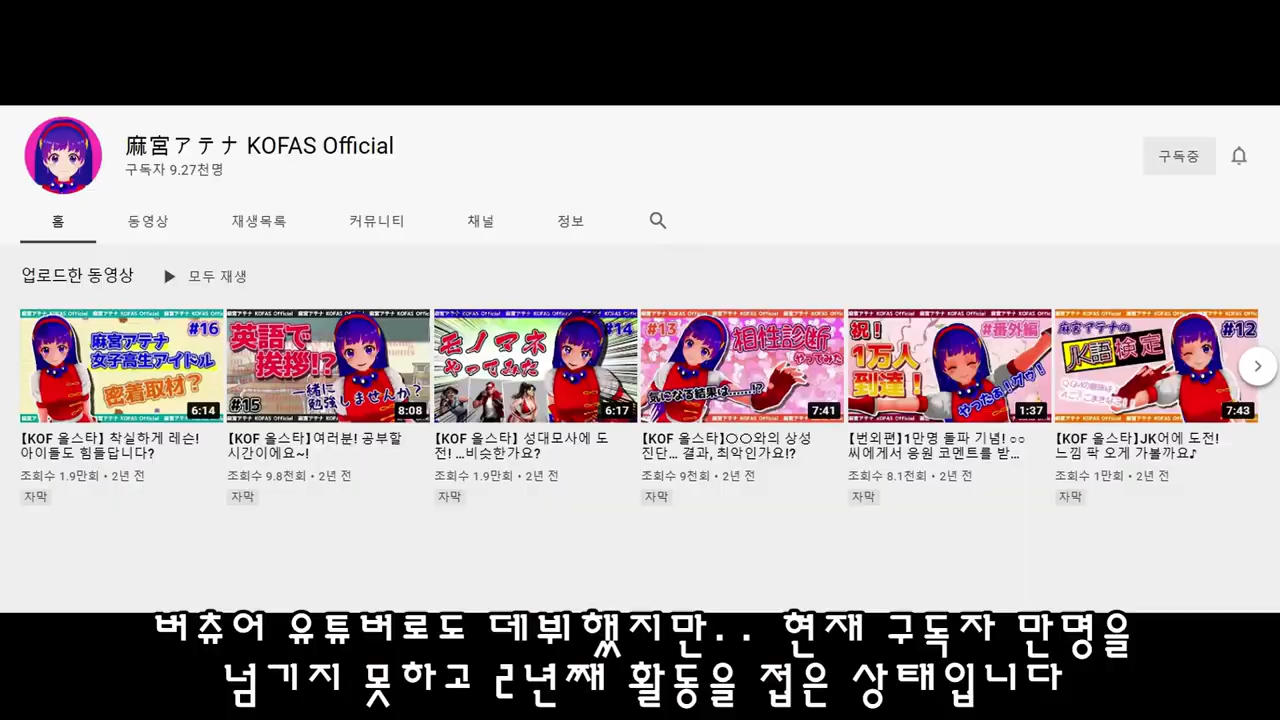 麻宮アテナ KOFAS Official
구독자 9.27천명
구독중
홈 동영상 재생목록 커뮤니티 채널 정보
업로드한 동영상 모두 재생
麻宮アテナ KOFAS Official
#16
麻宮アテナ
女子高生アイドル
密着取材?
6:14
【KOF 올스타】 착실하게 레슨!
아이돌도 힘들답니다?
조회수 1.9만회 • 2년 전
자막
英語で
挨拶!?
一緒に
勉強しませんか?
#15
8:08
【KOF 올스타】여러분! 공부할
시간이에요~!
조회수 9.8천회 • 2년 전
자막
#14
モノマネ
やってみた
6:17
【KOF 올스타】 성대모사에 도
전! ...비슷한가요?
조회수 1.9만회 • 2년 전
자막
#13
相性診断
やってみた
気になる結果は……!?
7:41
【KOF 올스타】○○와의 상성
진단... 결과, 최악인가요!?
조회수 9천회 • 2년 전
자막
祝!
1万人
到達!
#番外編
やったぁ!!ブイ!
1:37
【번외편】1만명 돌파 기념! ○○
씨에게서 응원 코멘트를 받...
조회수 8.1천회 • 2년 전
자막
麻宮アテナの
#12
JK語検定
7:43
【KOF 올스타】JK어에 도전!
느낌 팍 오게 가볼까요♪
조회수 1만회 • 2년 전
자막
버츄어 유튜버로도 데뷔했지만.. 현재 구독자 만명을
넘기지 못하고 2년째 활동을 접은 상태입니다